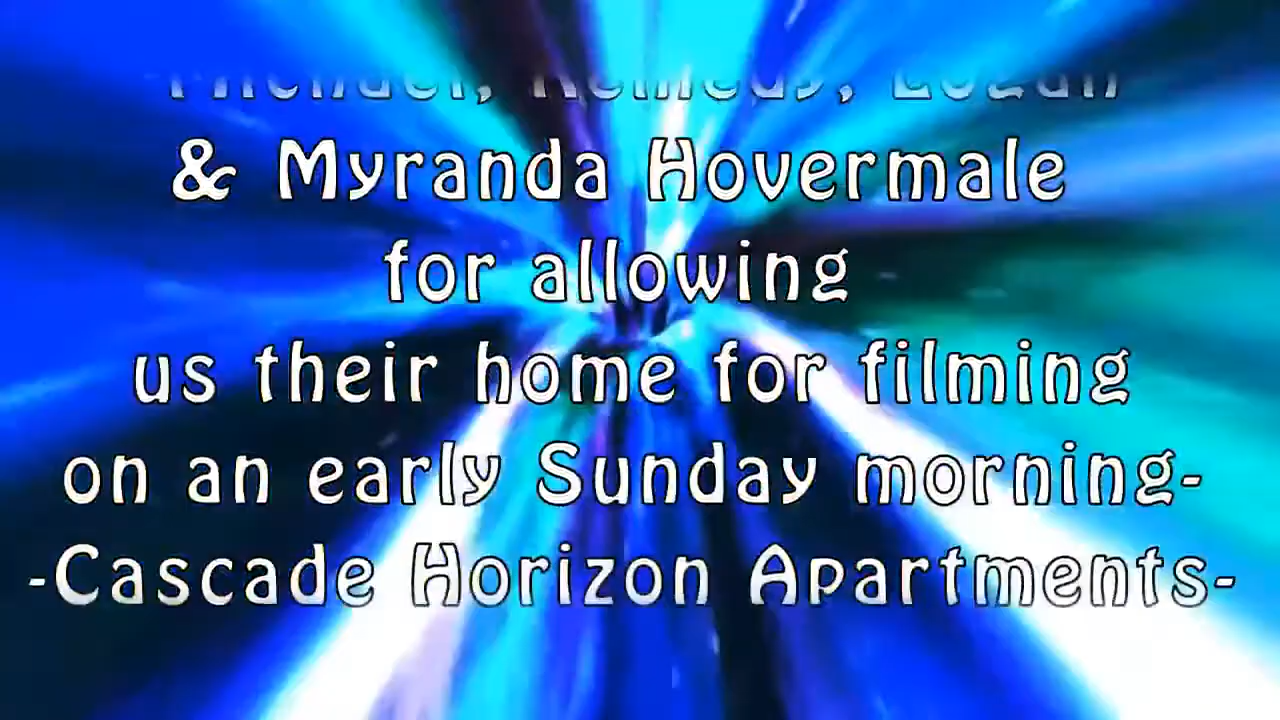 & Myranda Hovermale
for allowing
us their home for filming
on an early Sunday morning-
-Cascade Horizon Apartments-